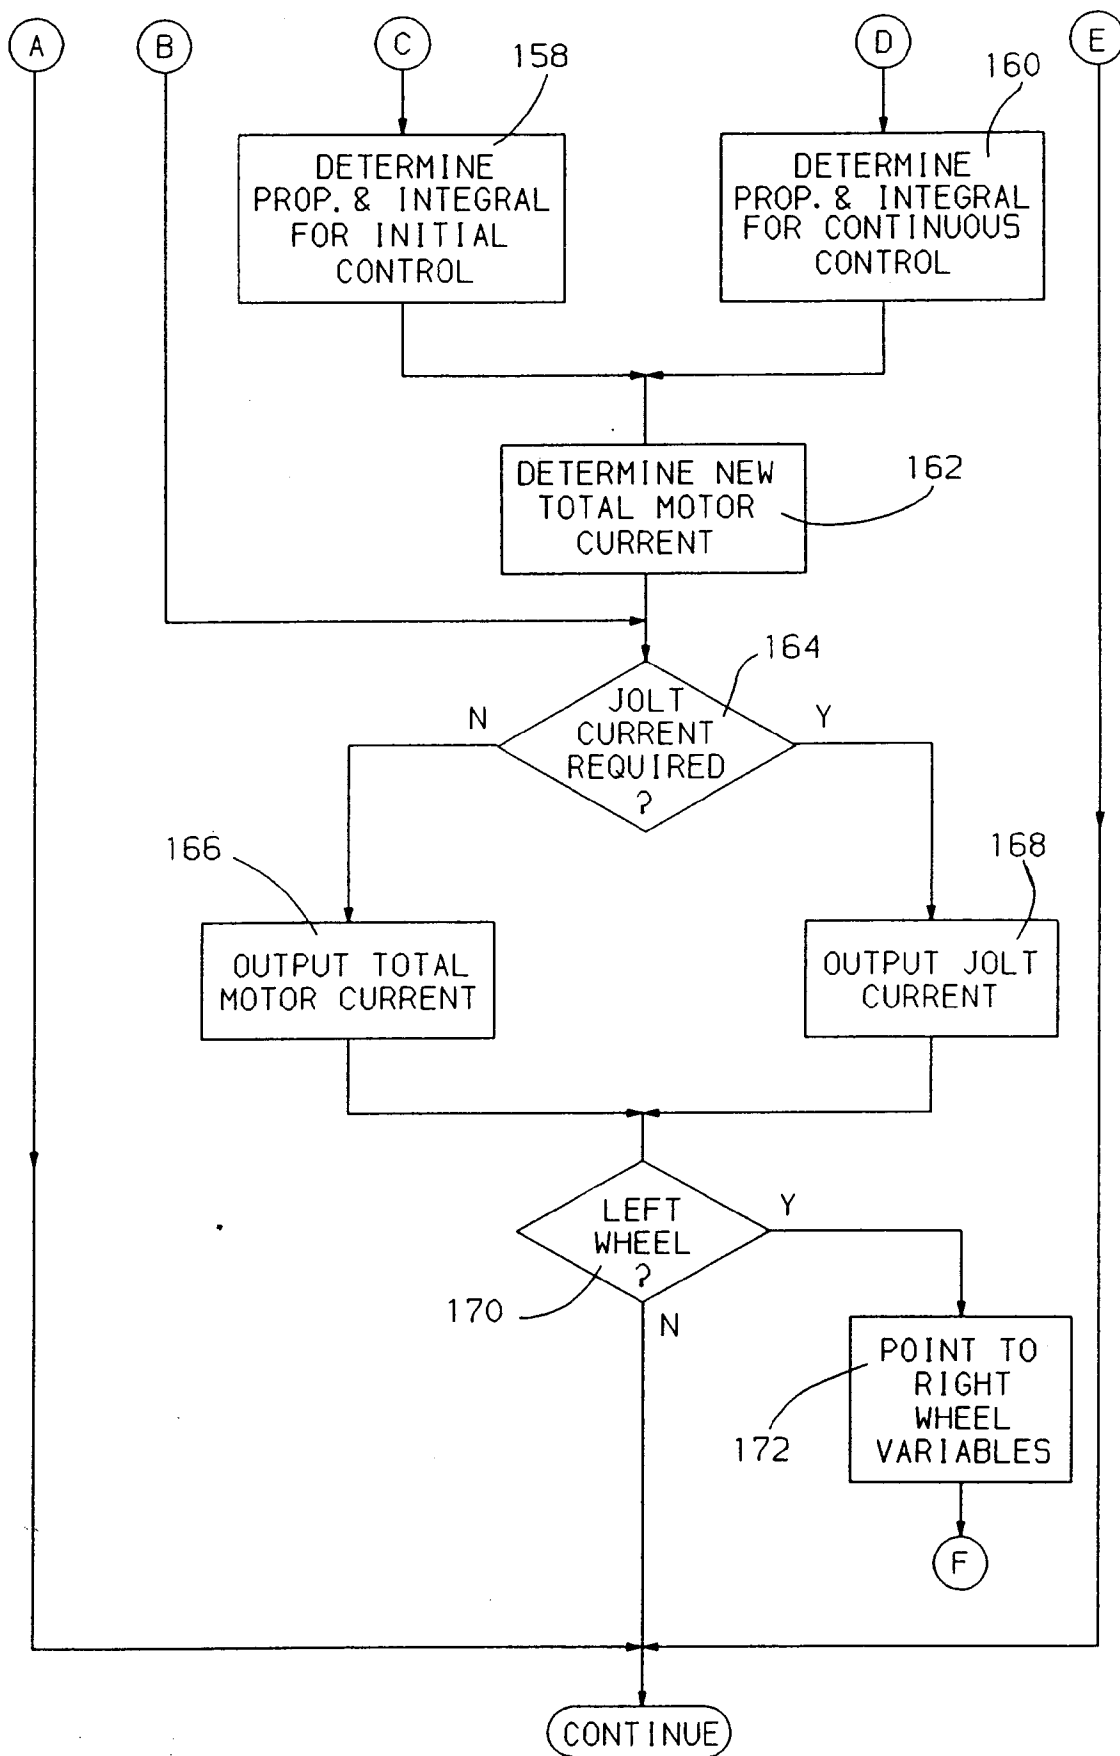 A
B
C
D
E
158
160
DETERMINE
PROP. & INTEGRAL
FOR INITIAL
CONTROL
DETERMINE
PROP. & INTEGRAL
FOR CONTINUOUS
CONTROL
DETERMINE NEW
TOTAL MOTOR
CURRENT
162
164
N
JOLT
CURRENT
REQUIRED
?
Y
166
168
OUTPUT TOTAL
MOTOR CURRENT
OUTPUT JOLT
CURRENT
LEFT
WHEEL
?
Y
170
N
POINT TO
RIGHT
WHEEL
VARIABLES
172
F
CONTINUE